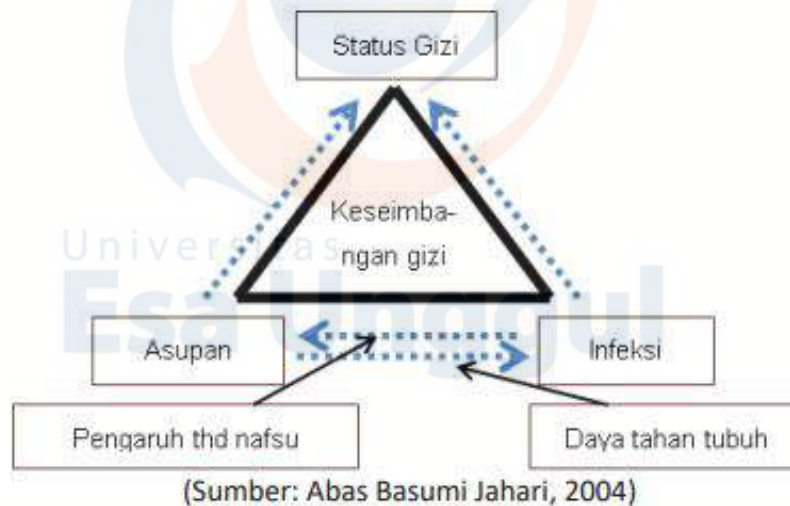 Status Gizi
Keseimba-
ngan gizi
Universitas
Esa Unggul
Asupan
Infeksi
Pengaruh thd nafsu
Daya tahan tubuh
(Sumber: Abas Basumi Jahari, 2004)